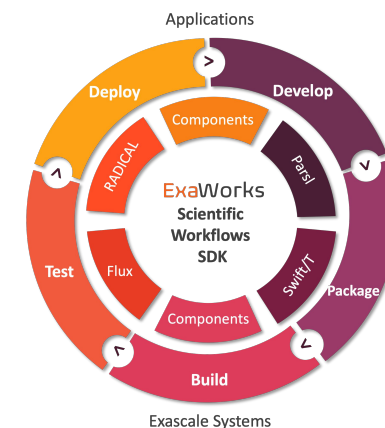 Applications
Deploy
>
Develop
Components
RADICAL
Parsl
>
>
ExaWorks
Scientific
Workflows
SDK
Test
Flux
Swift/T
Package
Components
>
>
Build
Exascale Systems